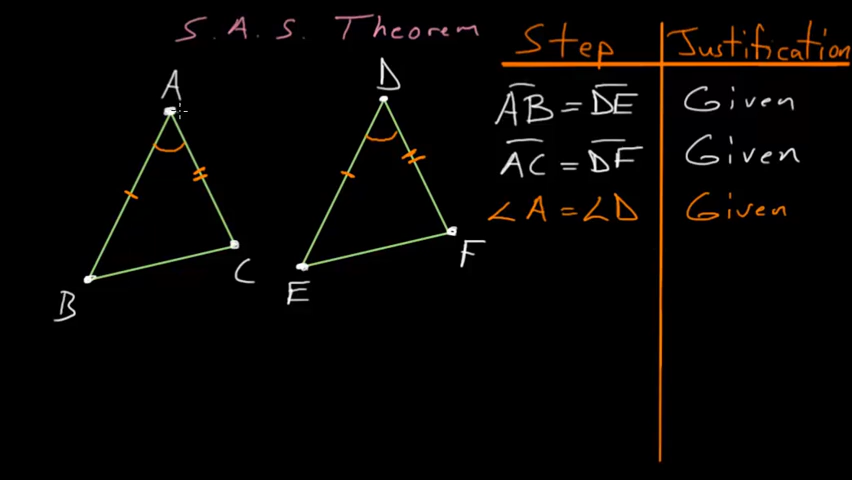 S.A.S. Theorem
Step Justification
AB = DE Given
AC = DF Given
∠A = ∠D Given
A
D
B
C
E
F